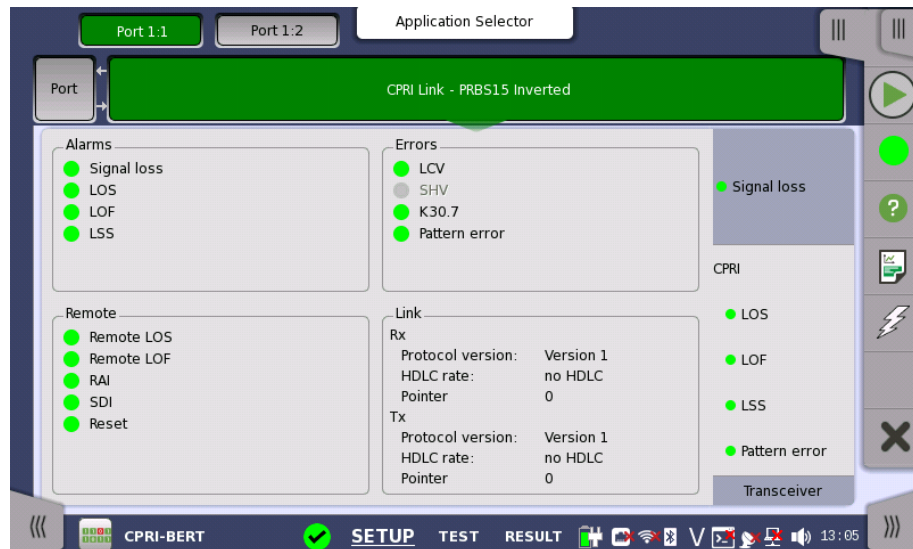 Application Selector
Port 1:1
Port 1:2
Port
CPRI Link - PRBS15 Inverted
Alarms
Signal loss
LOS
LOF
LSS
Errors
LCV
SHV
K30.7
Pattern error
Remote
Remote LOS
Remote LOF
RAI
SDI
Reset
Link
Rx
Protocol version: Version 1
HDLC rate: no HDLC
Pointer 0
Tx
Protocol version: Version 1
HDLC rate: no HDLC
Pointer 0
Signal loss
CPRI
LOS
LOF
LSS
Pattern error
Transceiver
CPRI-BERT
SETUP TEST RESULT V 13:05